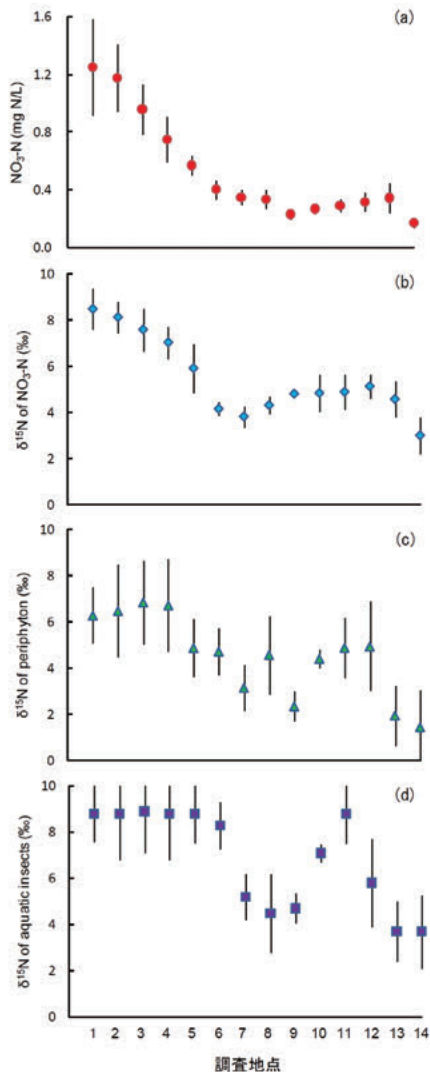 (a)
NO₃-N (mg N/L)
1.6
1.2
0.8
0.4
0.0
(b)
δ¹⁵N of NO₃-N (‰)
10
8
6
4
2
0
(c)
δ¹⁵N of periphyton (‰)
10
8
6
4
2
0
(d)
δ¹⁵N of aquatic insects (‰)
10
8
6
4
2
0
1 2 3 4 5 6 7 8 9 10 11 12 13 14
調査地点